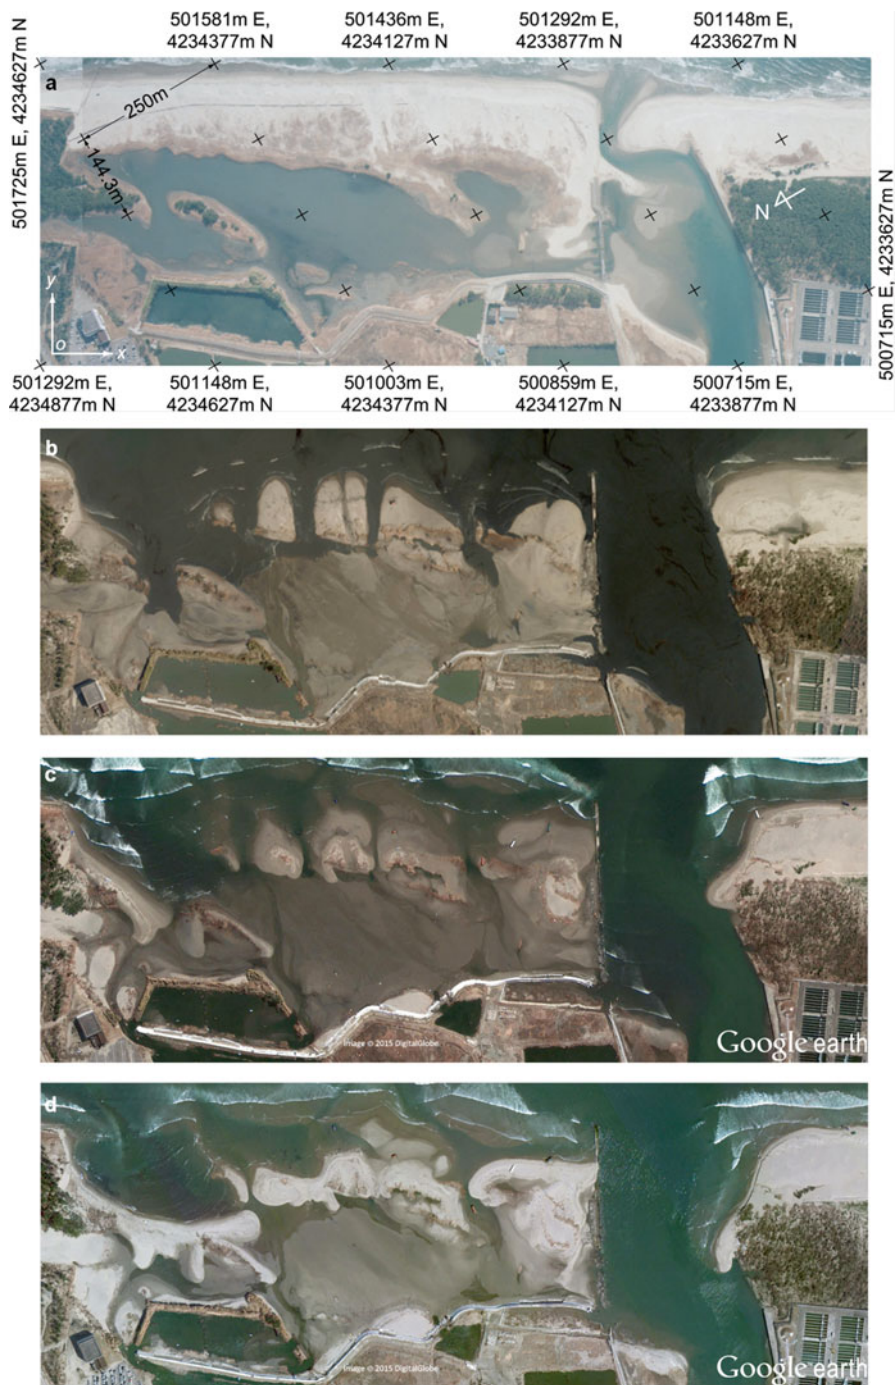 501581m E,
4234377m N
501436m E,
4234127m N
501292m E,
4233877m N
501148m E,
4233627m N
501725m E, 4234627m N
a
250m
144.3m
N
y
o
x
500715m E, 4233627m N
501292m E,
4234877m N
501148m E,
4234627m N
501003m E,
4234377m N
500859m E,
4234127m N
500715m E,
4233877m N
b
c
Image © 2015 DigitalGlobe
Google earth
d
Image © 2015 DigitalGlobe
Google earth